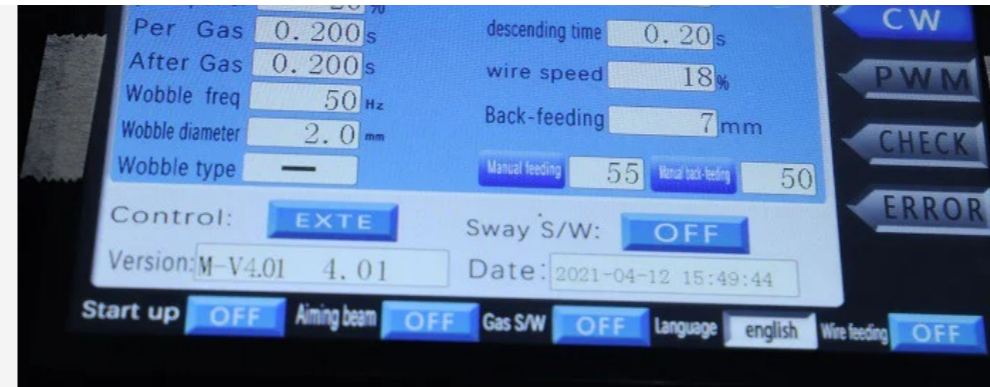 20 %
CW
Per Gas 0.200 s descending time 0.20 s
After Gas 0.200 s wire speed 18 %
PWM
Wobble freq 50 Hz
Back-feeding 7 mm
Wobble diameter 2.0 mm
CHECK
Wobble type — Manual feeding 55 Manual back-feeding 50
ERROR
Control: EXTE Sway S/W: OFF
Version: M-V4.01 4.01 Date: 2021-04-12 15:49:44
Start up OFF Aiming beam OFF Gas S/W OFF Language english Wire feeding OFF